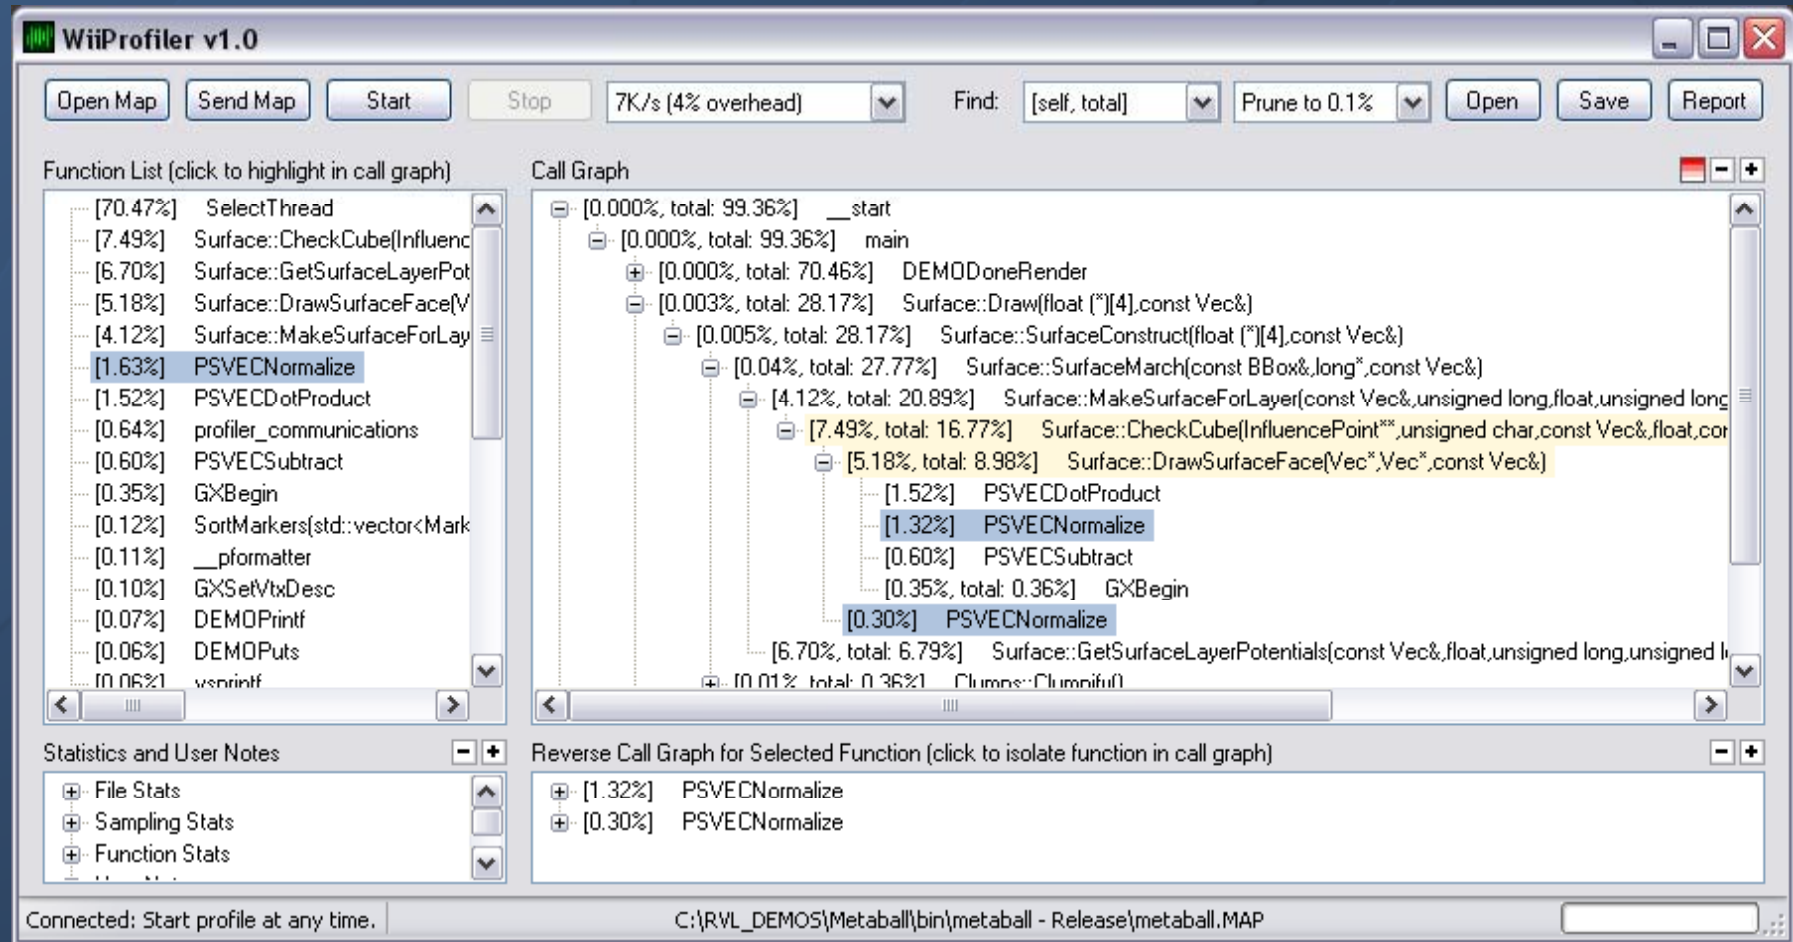 WiiProfiler v1.0
Open Map Send Map Start Stop 7K/s (4% overhead) Find: [self, total] Prune to 0.1% Open Save Report
Function List (click to highlight in call graph)
[70.47%] SelectThread
[7.49%] Surface::CheckCube(Influenc
[6.70%] Surface::GetSurfaceLayerPot
[5.18%] Surface::DrawSurfaceFace(V
[4.12%] Surface::MakeSurfaceForLay
[1.63%] PSVECNormalize
[1.52%] PSVECDotProduct
[0.64%] profiler_communications
[0.60%] PSVECSubtract
[0.35%] GXBegin
[0.12%] SortMarkers(std::vector<Mark
[0.11%] __pformatter
[0.10%] GXSetVtxDesc
[0.07%] DEMOPrintf
[0.06%] DEMOPuts
[0.06%] vsprintf
Call Graph
[0.000%, total: 99.36%] __start
[0.000%, total: 99.36%] main
[0.000%, total: 70.46%] DEMODoneRender
[0.003%, total: 28.17%] Surface::Draw(float (*)[4],const Vec&)
[0.005%, total: 28.17%] Surface::SurfaceConstruct(float (*)[4],const Vec&)
[0.04%, total: 27.77%] Surface::SurfaceMarch(const BBox&,long*,const Vec&)
[4.12%, total: 20.89%] Surface::MakeSurfaceForLayer(const Vec&,unsigned long,float,unsigned long
[7.49%, total: 16.77%] Surface::CheckCube(InfluencePoint**,unsigned char,const Vec&,float,con
[5.18%, total: 8.98%] Surface::DrawSurfaceFace(Vec*,Vec*,const Vec&)
[1.52%] PSVECDotProduct
[1.32%] PSVECNormalize
[0.60%] PSVECSubtract
[0.35%, total: 0.36%] GXBegin
[0.30%] PSVECNormalize
[6.70%, total: 6.79%] Surface::GetSurfaceLayerPotentials(const Vec&,float,unsigned long,unsigned l
[0.01%, total: 0.36%] Clumps::Clumpify()
Statistics and User Notes
File Stats
Sampling Stats
Function Stats
Reverse Call Graph for Selected Function (click to isolate function in call graph)
[1.32%] PSVECNormalize
[0.30%] PSVECNormalize
Connected: Start profile at any time. C:\RVL_DEMOS\Metaball\bin\metaball - Release\metaball.MAP